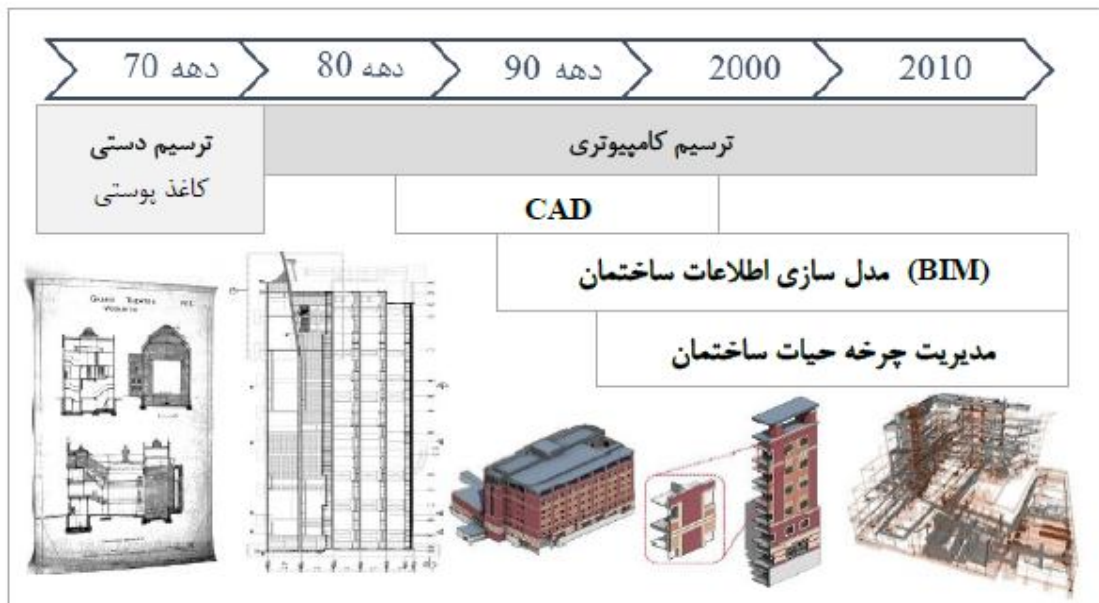 دهه 70
دهه 80
دهه 90
2000
2010
ترسیم دستی
کاغذ پوستی
ترسیم کامپیوتری
CAD
(BIM) مدل سازی اطلاعات ساختمان
مدیریت چرخه حیات ساختمان